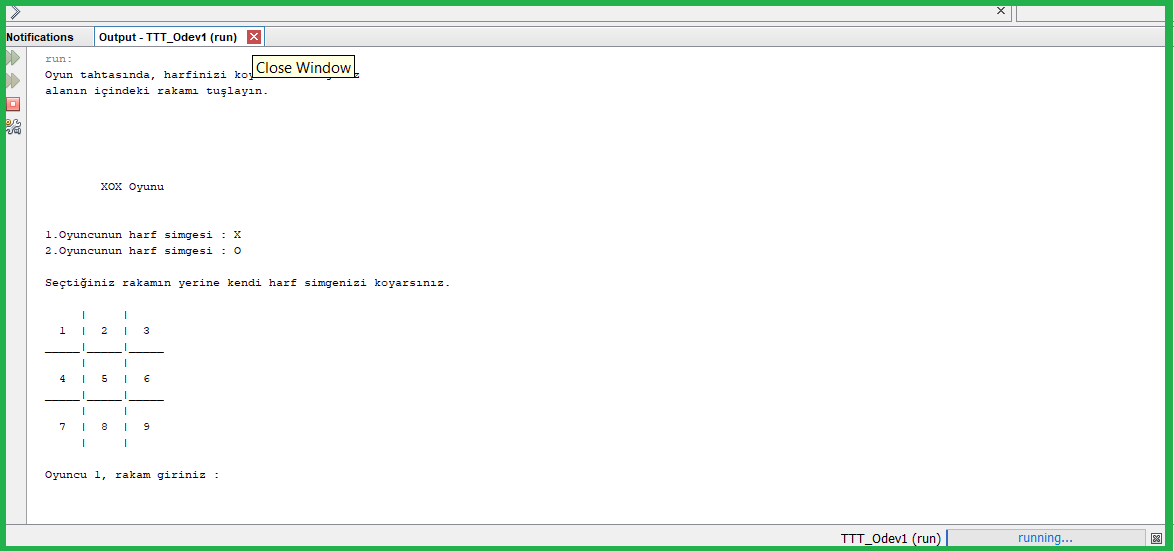 Notifications
Output - TTT_Odev1 (run)
run:
Close Window
Oyun tahtasında, harfinizi
alanın içindeki rakamı tuşlayın.
XOX Oyunu
1.Oyuncunun harf simgesi : X
2.Oyuncunun harf simgesi : O
Seçtiğiniz rakamın yerine kendi harf simgenizi koyarsınız.
| |
1 | 2 | 3
_____|_____|_____
| |
4 | 5 | 6
_____|_____|_____
| |
7 | 8 | 9
| |
Oyuncu 1, rakam giriniz :
TTT_Odev1 (run)
running...